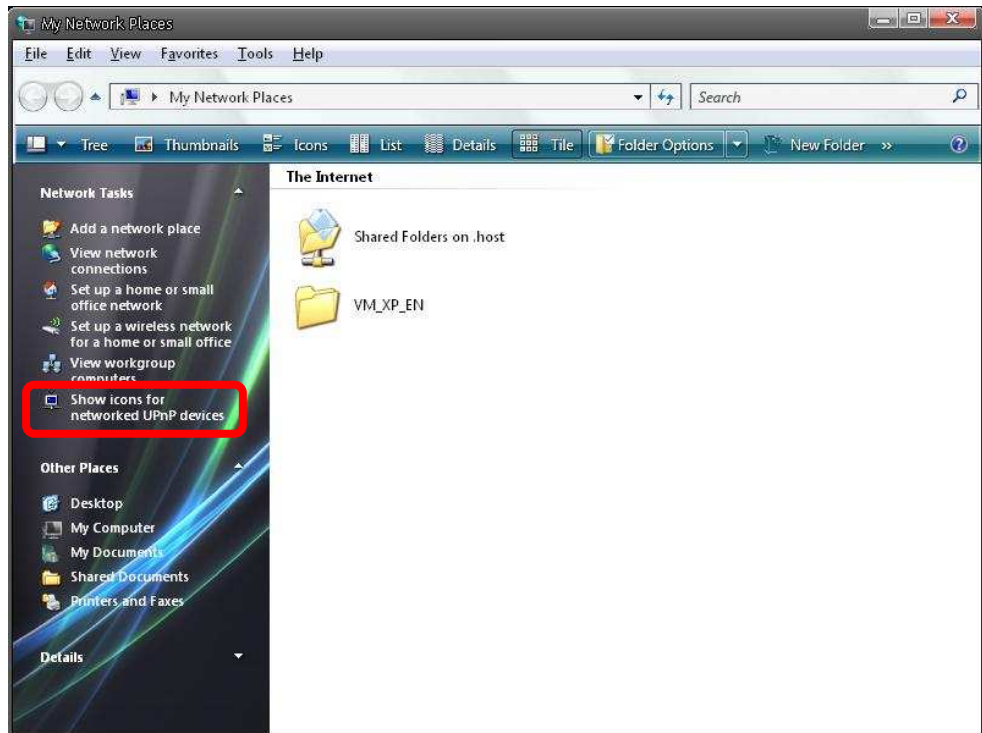 My Network Places
File Edit View Favorites Tools Help
My Network Places Search
Tree Thumbnails Icons List Details Tile Folder Options New Folder »
Network Tasks
Add a network place
View network
connections
Set up a home or small
office network
Set up a wireless network
for a home or small office
View workgroup
computers
Show icons for
networked UPnP devices
Other Places
Desktop
My Computer
My Documents
Shared Documents
Printers and Faxes
Details
The Internet
Shared Folders on .host
VM_XP_EN